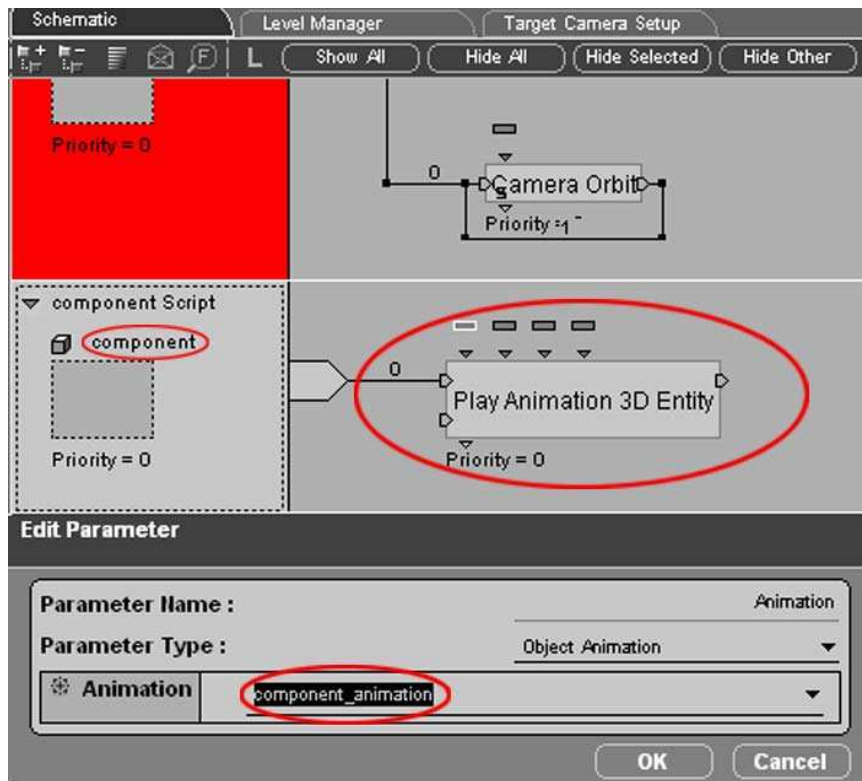 Schematic
Level Manager
Target Camera Setup
L
Show All
Hide All
Hide Selected
Hide Other
Priority = 0
0
Camera Orbit
S
Priority =-1
component Script
component
Priority = 0
0
Play Animation 3D Entity
Priority = 0
Edit Parameter
Parameter Name :
Animation
Parameter Type :
Object Animation
Animation
component_animation
OK
Cancel